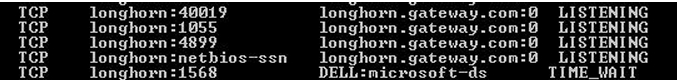 TCP longhorn:40019 longhorn.gateway.com:0 LISTENING
TCP longhorn:1055 longhorn.gateway.com:0 LISTENING
TCP longhorn:4899 longhorn.gateway.com:0 LISTENING
TCP longhorn:netbios-ssn longhorn.gateway.com:0 LISTENING
TCP longhorn:1568 DELL:microsoft-ds TIME_WAIT